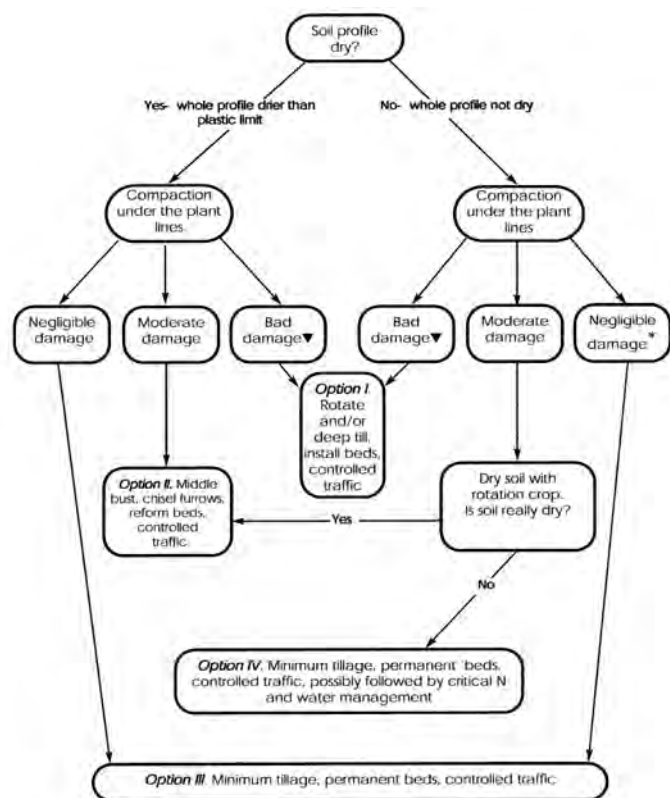 Soil profile
dry?
Yes- whole profile drier than
plastic limit
No- whole profile not dry
Compaction
under the plant
lines
Compaction
under the plant
lines
Negligible
damage
Moderate
damage
Bad
damage▼
Bad
damage▼
Moderate
damage
Negligible
damage*
Option I.
Rotate
and/or
deep till,
install beds,
controlled
traffic
Option II. Middle
bust, chisel furrows,
reform beds,
controlled
traffic
Dry soil with
rotation crop.
Is soil really dry?
Yes
No
Option IV. Minimum tillage, permanent beds,
controlled traffic, possibly followed by critical N
and water management
Option III. Minimum tillage, permanent beds, controlled traffic